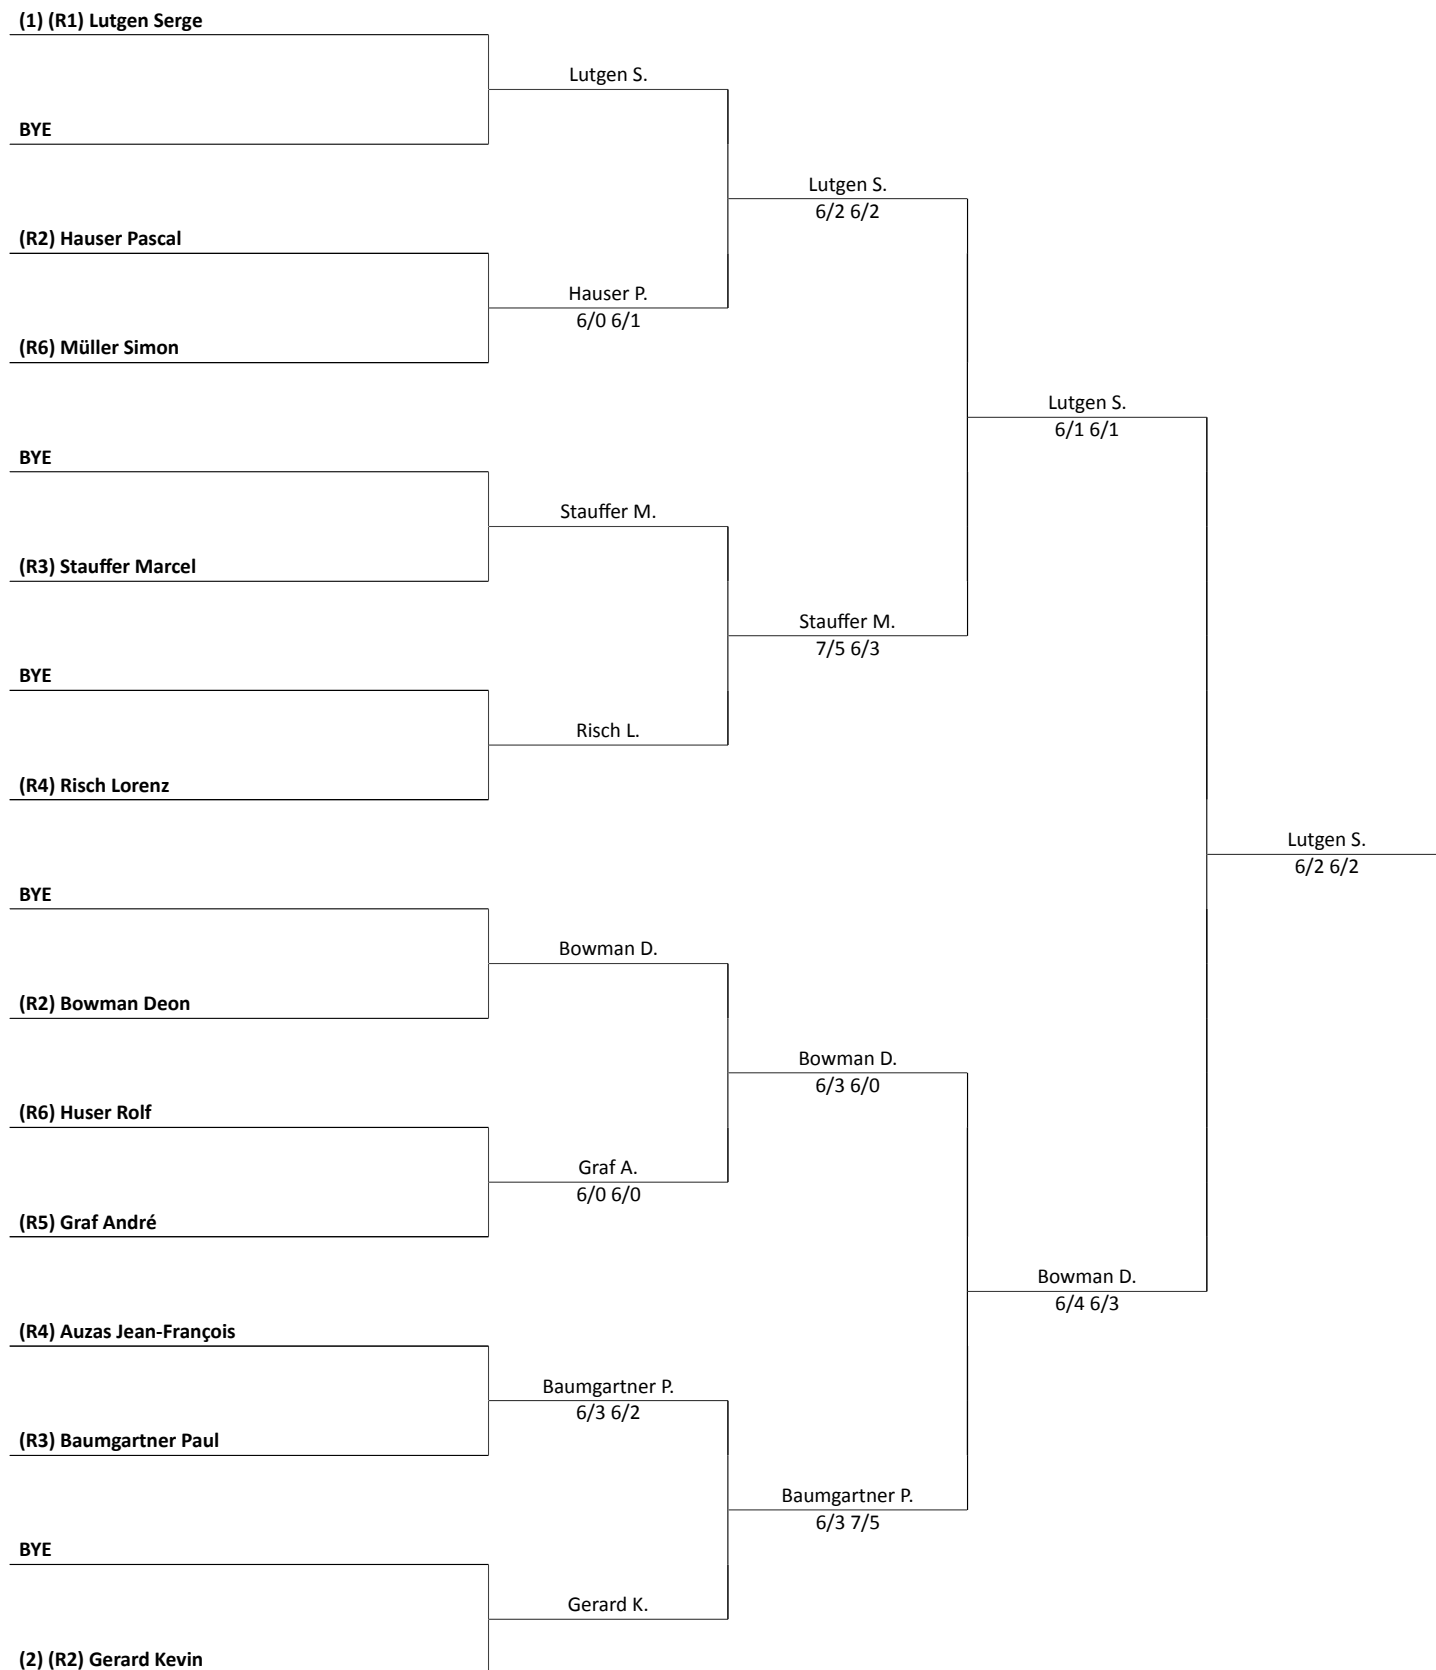 (1) (R1) Lutgen Serge
Lutgen S.
BYE
Lutgen S.
6/2 6/2
(R2) Hauser Pascal
Hauser P.
6/0 6/1
(R6) Müller Simon
Lutgen S.
6/1 6/1
BYE
Stauffer M.
(R3) Stauffer Marcel
Stauffer M.
7/5 6/3
BYE
Risch L.
(R4) Risch Lorenz
Lutgen S.
6/2 6/2
BYE
Bowman D.
(R2) Bowman Deon
Bowman D.
6/3 6/0
(R6) Huser Rolf
Graf A.
6/0 6/0
(R5) Graf André
Bowman D.
6/4 6/3
(R4) Auzas Jean-François
Baumgartner P.
6/3 6/2
(R3) Baumgartner Paul
Baumgartner P.
6/3 7/5
BYE
Gerard K.
(2) (R2) Gerard Kevin